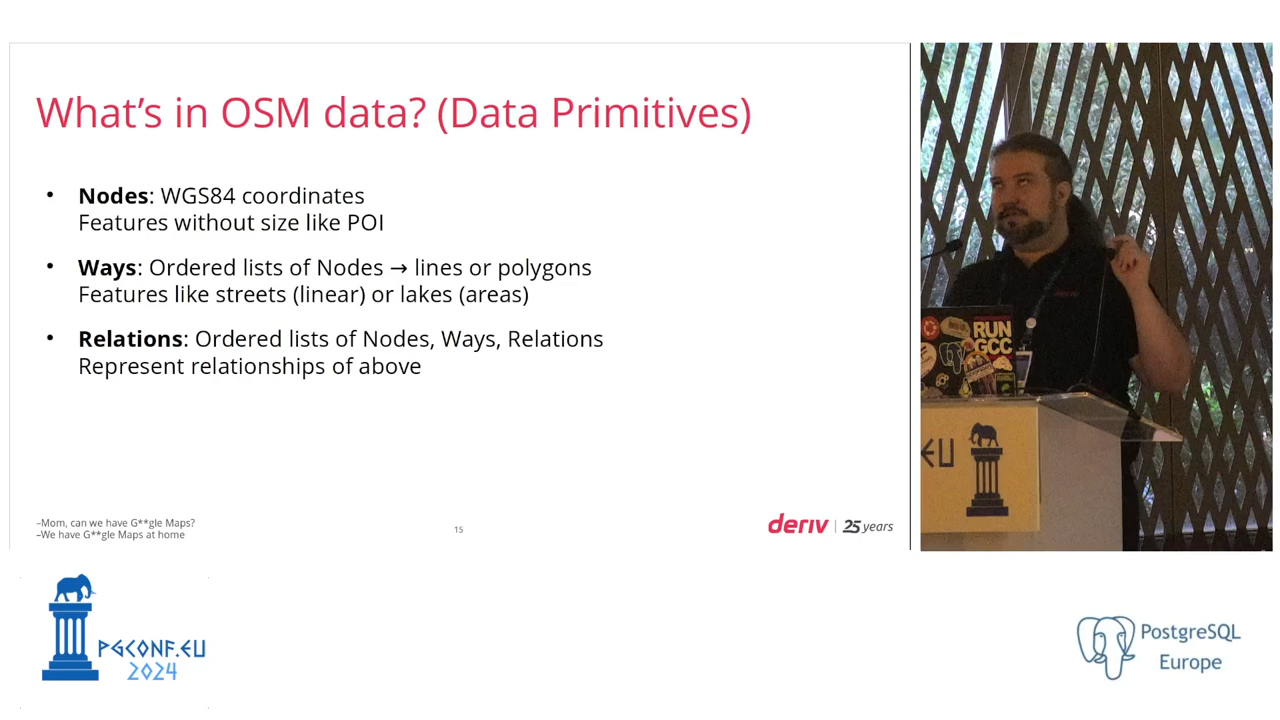 What's in OSM data? (Data Primitives)
• Nodes: WGS84 coordinates
Features without size like POI
• Ways: Ordered lists of Nodes → lines or polygons
Features like streets (linear) or lakes (areas)
• Relations: Ordered lists of Nodes, Ways, Relations
Represent relationships of above
–Mom, can we have G**gle Maps?
–We have G**gle Maps at home
15
deriv | 25 years
RUN
GCC
EU
PGCONF.EU
2024
PostgreSQL
Europe